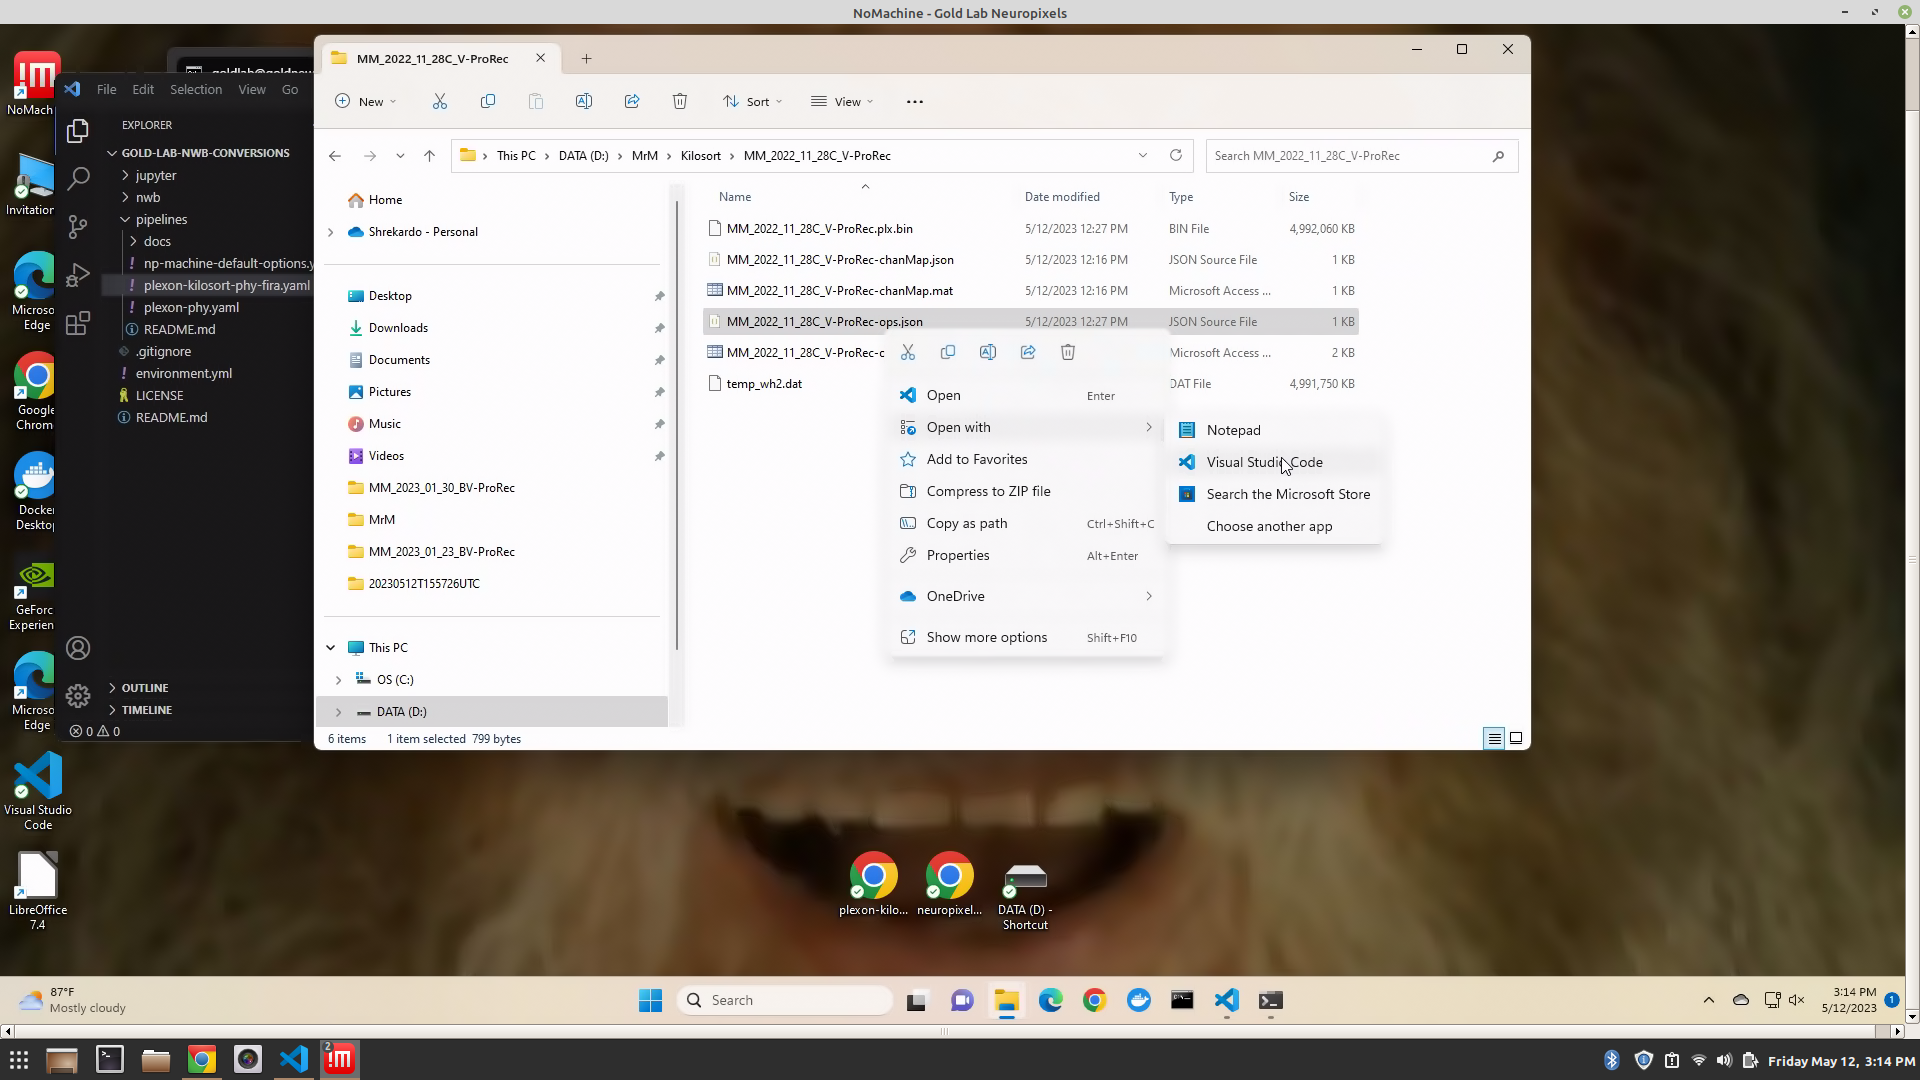 NoMachine - Gold Lab Neuropixels
MM_2022_11_28C_V-ProRec
File Edit Selection View Go
New
Sort
View
This PC
DATA (D:)
MrM
Kilosort
MM_2022_11_28C_V-ProRec
Search MM_2022_11_28C_V-ProRec
EXPLORER
GOLD-LAB-NWB-CONVERSIONS
jupyter
nwb
pipelines
docs
np-machine-default-options.y
plexon-kilosort-phy-fira.yaml
plexon-phy.yaml
README.md
.gitignore
environment.yml
LICENSE
README.md
OUTLINE
TIMELINE
0 0
Home
Shrekardo - Personal
Desktop
Downloads
Documents
Pictures
Music
Videos
MM_2023_01_30_BV-ProRec
MrM
MM_2023_01_23_BV-ProRec
20230512T155726UTC
This PC
OS (C:)
DATA (D:)
Name Date modified Type Size
MM_2022_11_28C_V-ProRec.plx.bin 5/12/2023 12:27 PM BIN File 4,992,060 KB
MM_2022_11_28C_V-ProRec-chanMap.json 5/12/2023 12:16 PM JSON Source File 1 KB
MM_2022_11_28C_V-ProRec-chanMap.mat 5/12/2023 12:16 PM Microsoft Access ... 1 KB
MM_2022_11_28C_V-ProRec-ops.json 5/12/2023 12:27 PM JSON Source File 1 KB
MM_2022_11_28C_V-ProRec-o Microsoft Access ... 2 KB
temp_wh2.dat DAT File 4,991,750 KB
Open Enter
Open with
Add to Favorites
Compress to ZIP file
Copy as path Ctrl+Shift+C
Properties Alt+Enter
OneDrive
Show more options Shift+F10
Notepad
Visual Studio Code
Search the Microsoft Store
Choose another app
6 items 1 item selected 799 bytes
NoMach
Invitation
Microso
Edge
Google
Chrom
Docke
Deskto
GeForc
Experien
Microso
Edge
Visual Studio
Code
LibreOffice
7.4
plexon-kilo...
neuropixel...
DATA (D) -
Shortcut
87°F
Mostly cloudy
Search
3:14 PM
5/12/2023
1
2
Friday May 12, 3:14 PM